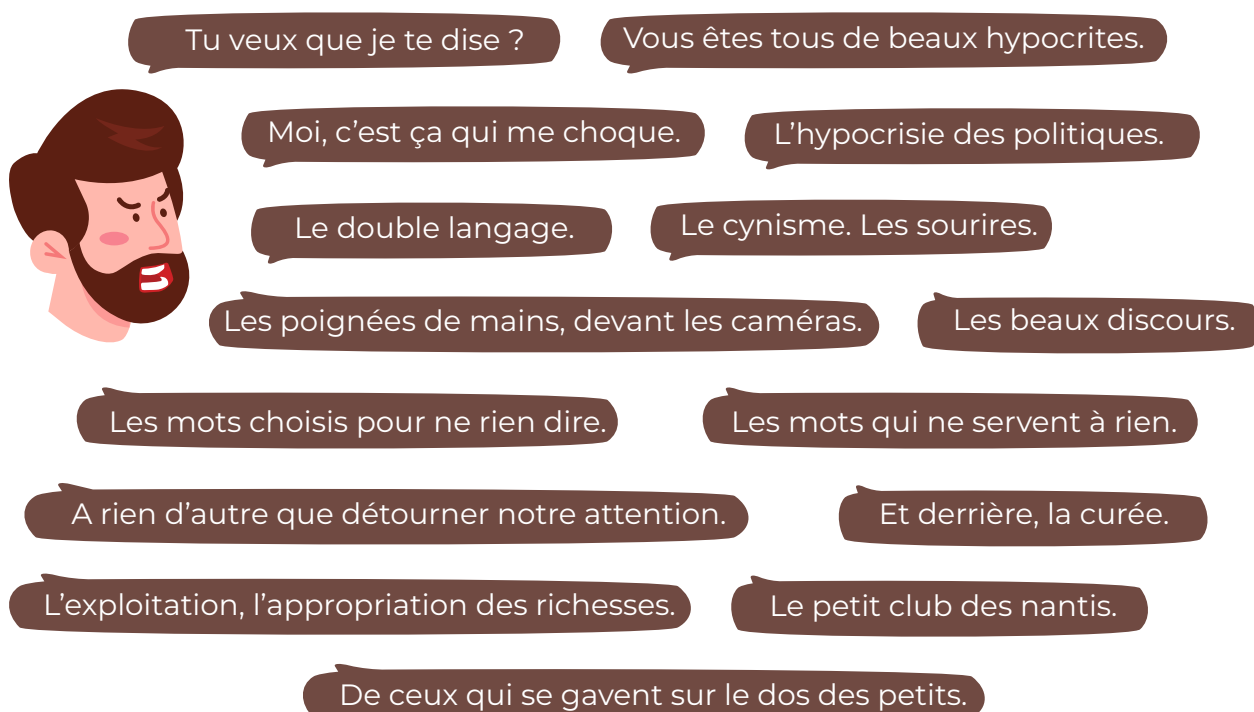 Tu veux que je te dise ?
Vous êtes tous de beaux hypocrites.
Moi, c’est ça qui me choque.
L’hypocrisie des politiques.
Le double langage.
Le cynisme. Les sourires.
Les poignées de mains, devant les caméras.
Les beaux discours.
Les mots choisis pour ne rien dire.
Les mots qui ne servent à rien.
A rien d’autre que détourner notre attention.
Et derrière, la curée.
L’exploitation, l’appropriation des richesses.
Le petit club des nantis.
De ceux qui se gavent sur le dos des petits.